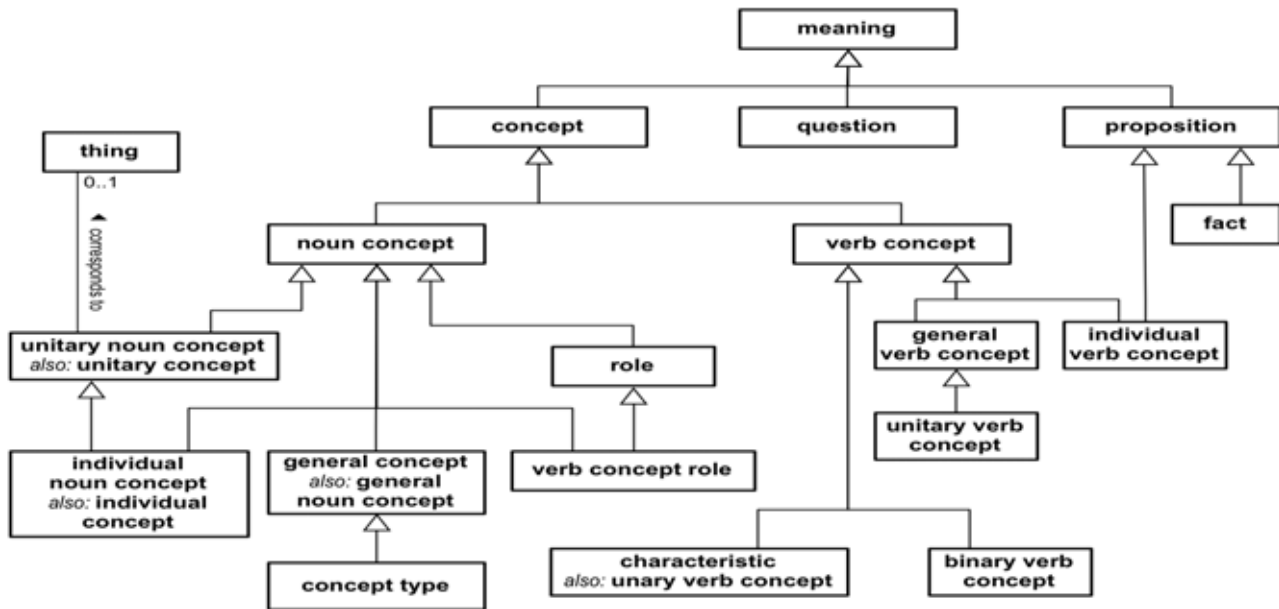 meaning
concept
question
proposition
thing
0..1
◀ corresponds to
fact
noun concept
verb concept
unitary noun concept
also: unitary concept
role
general
verb concept
individual
verb concept
unitary verb
concept
individual
noun concept
also: individual
concept
general concept
also: general
noun concept
verb concept role
concept type
characteristic
also: unary verb concept
binary verb
concept